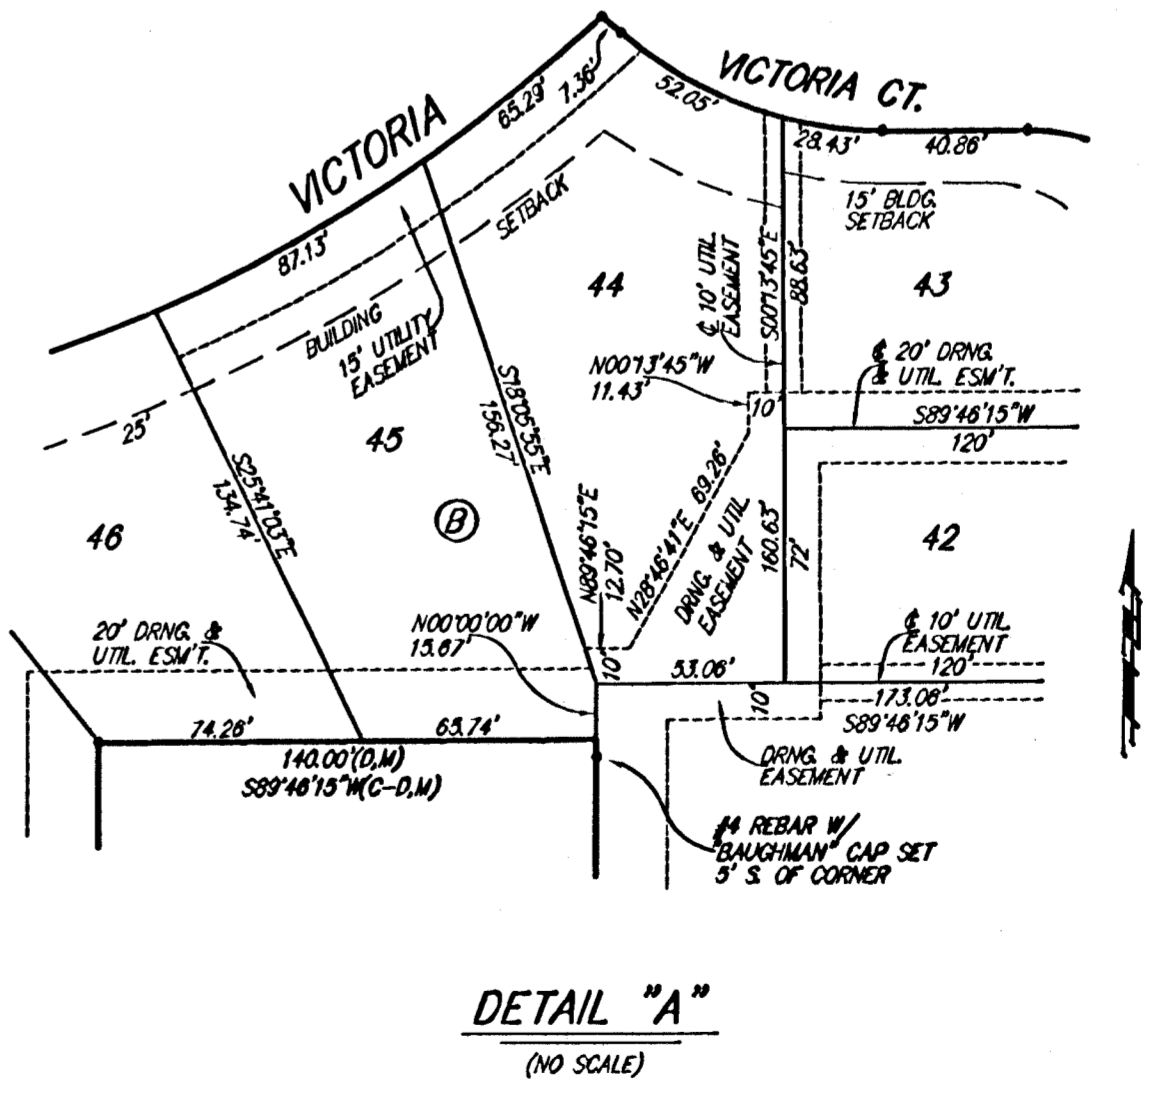 VICTORIA
VICTORIA CT.
65.29'
7.36'
52.05'
28.43'
40.86'
87.13'
SETBACK
15' BLDG.
SETBACK
BUILDING
15' UTILITY
EASEMENT
25'
44
43
℄ 10' UTIL.
EASEMENT
S00°13'45"E
88.63'
N00°13'45"W
11.43'
10'
℄ 20' DRNG.
& UTIL. ESM'T.
S89°46'15"W
120'
S18°05'55"E
156.27'
45
B
S25°41'03"E
134.74'
46
42
N89°46'15"E
12.70'
N28°46'41"E 69.26'
DRNG. & UTIL.
EASEMENT
160.63'
72'
20' DRNG. &
UTIL. ESM'T.
N00°00'00"W
15.67'
10'
53.06'
10'
℄ 10' UTIL.
EASEMENT
120'
173.06'
S89°46'15"W
74.26'
65.74'
140.00'(D,M)
S89°46'15"W(C-D,M)
DRNG. & UTIL.
EASEMENT
#4 REBAR W/
"BAUGHMAN" CAP SET
5' S. OF CORNER
DETAIL "A"
(NO SCALE)